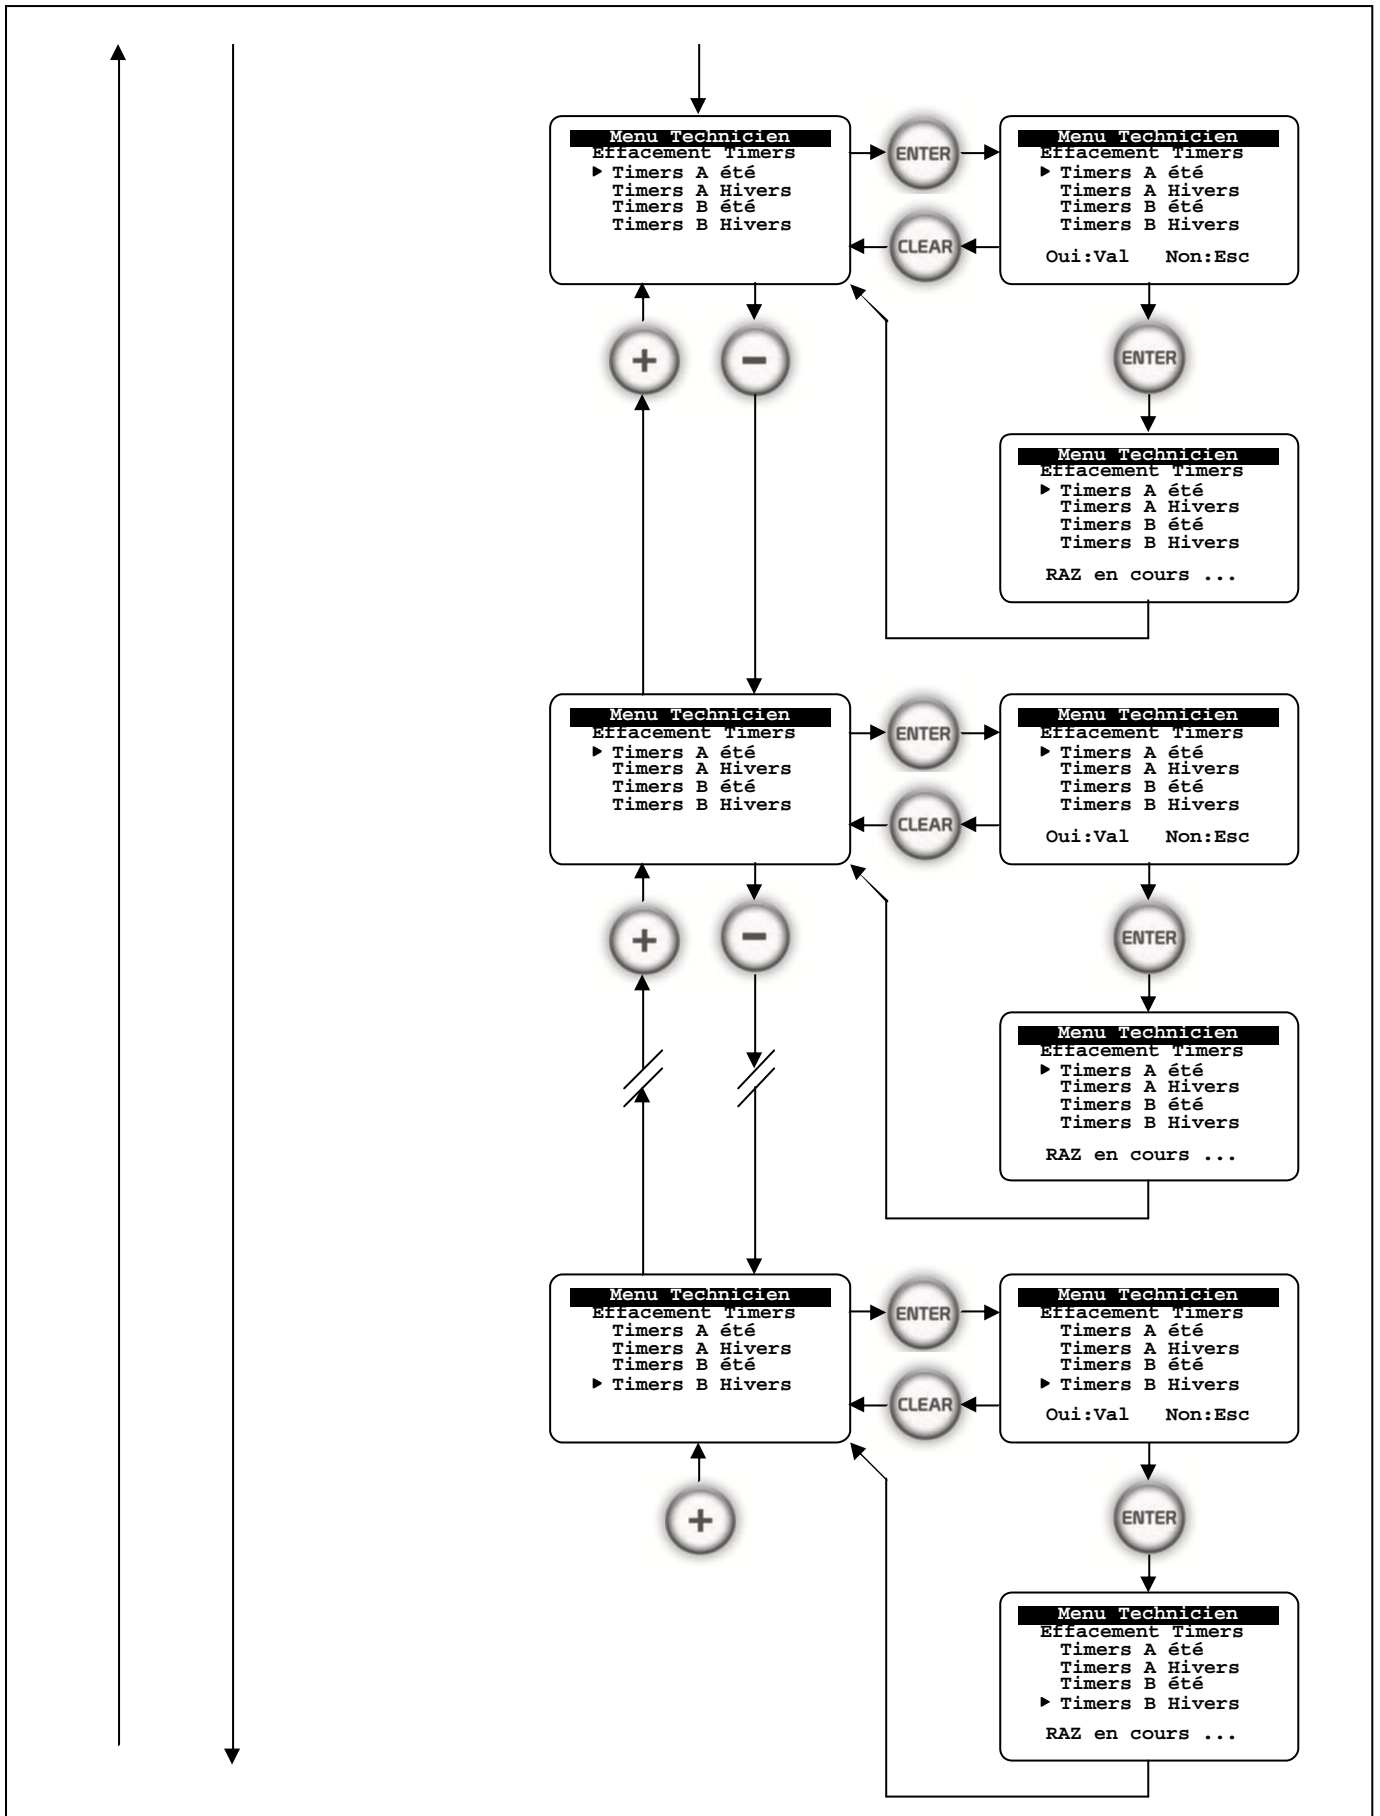 Menu Technicien
Effacement Timers
Timers A été
Timers A Hivers
Timers B été
Timers B Hivers
ENTER
CLEAR
Menu Technicien
Effacement Timers
Timers A été
Timers A Hivers
Timers B été
Timers B Hivers
Oui:Val Non:Esc
+
-
ENTER
Menu Technicien
Effacement Timers
Timers A été
Timers A Hivers
Timers B été
Timers B Hivers
RAZ en cours ...
Menu Technicien
Effacement Timers
Timers A été
Timers A Hivers
Timers B été
Timers B Hivers
ENTER
CLEAR
Menu Technicien
Effacement Timers
Timers A été
Timers A Hivers
Timers B été
Timers B Hivers
Oui:Val Non:Esc
+
-
ENTER
Menu Technicien
Effacement Timers
Timers A été
Timers A Hivers
Timers B été
Timers B Hivers
RAZ en cours ...
Menu Technicien
Effacement Timers
Timers A été
Timers A Hivers
Timers B été
Timers B Hivers
ENTER
CLEAR
Menu Technicien
Effacement Timers
Timers A été
Timers A Hivers
Timers B été
Timers B Hivers
Oui:Val Non:Esc
+
ENTER
Menu Technicien
Effacement Timers
Timers A été
Timers A Hivers
Timers B été
Timers B Hivers
RAZ en cours ...